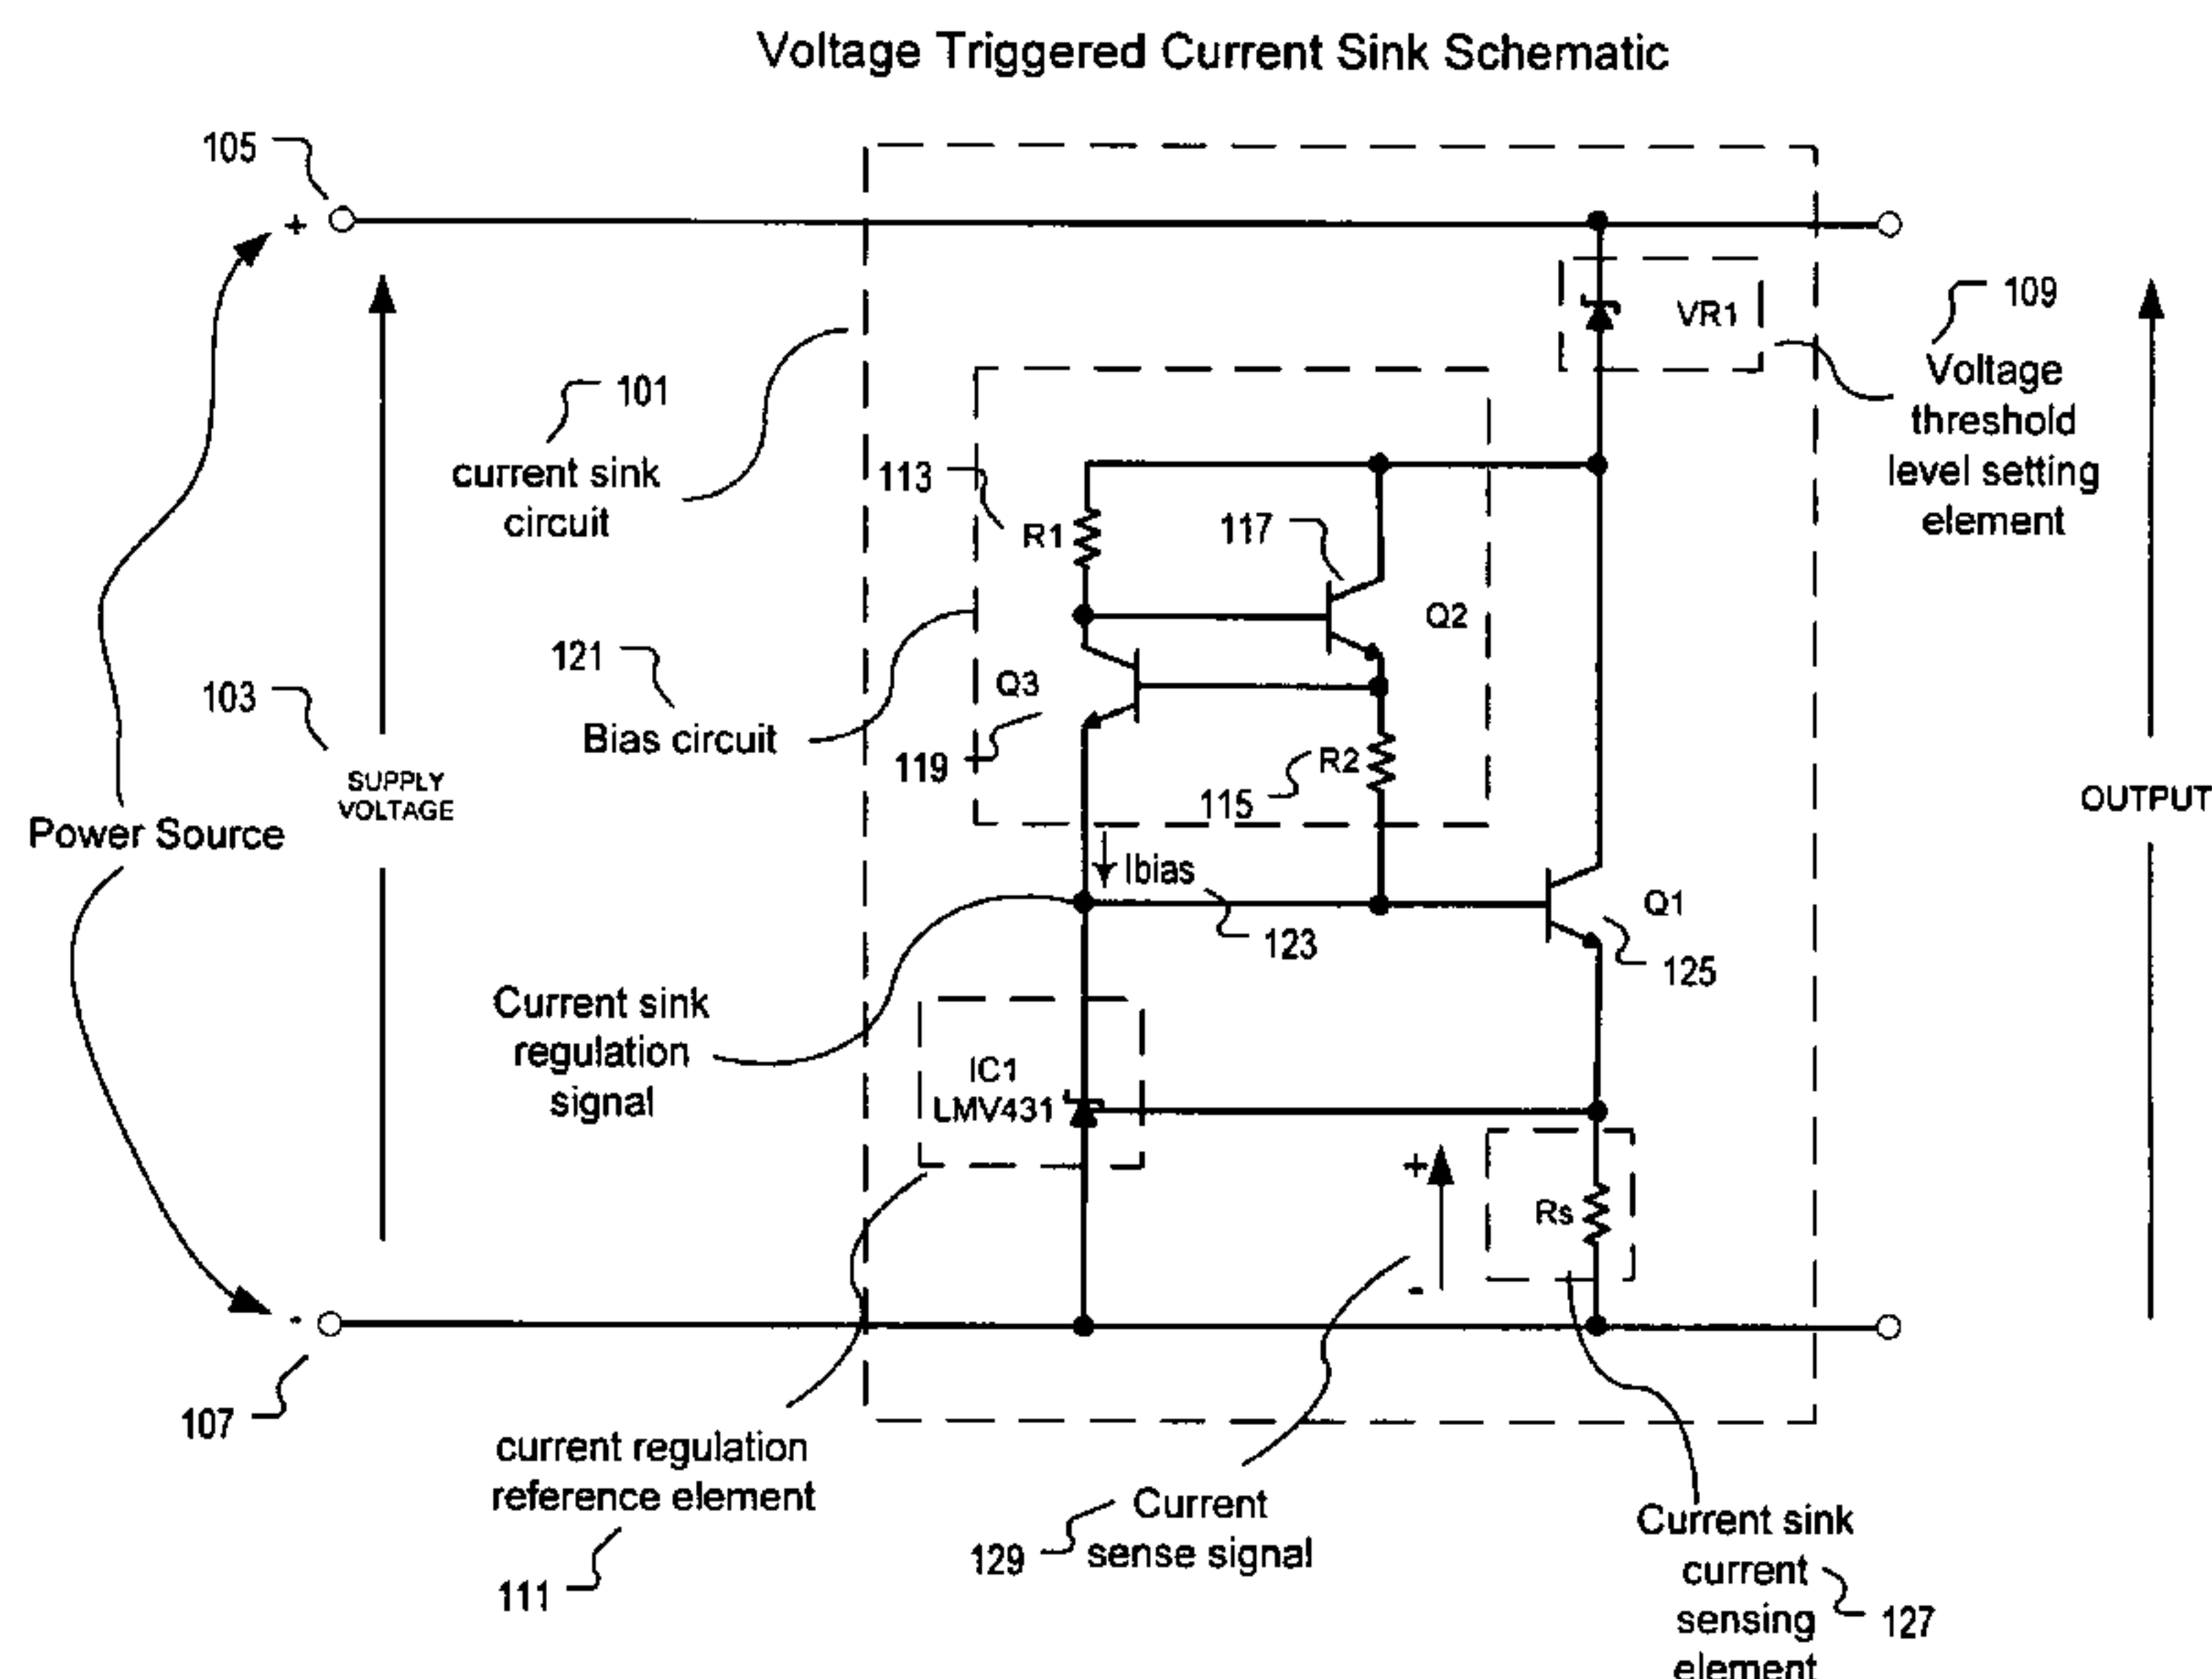 Voltage Triggered Current Sink Schematic
105
+
VR1
109
Voltage
threshold
level setting
element
101
current sink
circuit
113
R1
117
Q2
121
Bias circuit
Q3
119
R2
115
103
SUPPLY
VOLTAGE
Power Source
OUTPUT
Ibias
123
Q1
125
Current sink
regulation
signal
IC1
LMV431
+
-
Rs
-
107
current regulation
reference element
111
Current
sense signal
129
Current sink
current
sensing
element
127